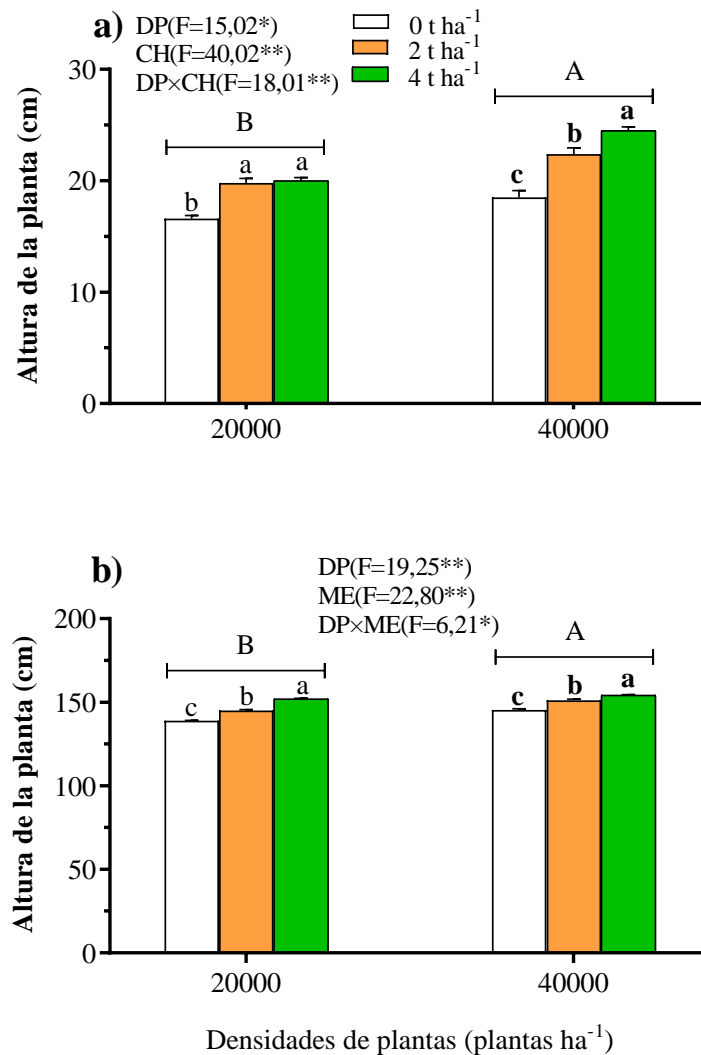 a)
DP(F=15,02*)
CH(F=40,02**)
DP×CH(F=18,01**)
0 t ha⁻¹
2 t ha⁻¹
4 t ha⁻¹
Altura de la planta (cm)
30
20
10
0
B
b a a
A
c b a
20000 40000
b)
DP(F=19,25**)
ME(F=22,80**)
DP×ME(F=6,21*)
Altura de la planta (cm)
200
150
100
50
0
B
c b a
A
c b a
20000 40000
Densidades de plantas (plantas ha⁻¹)